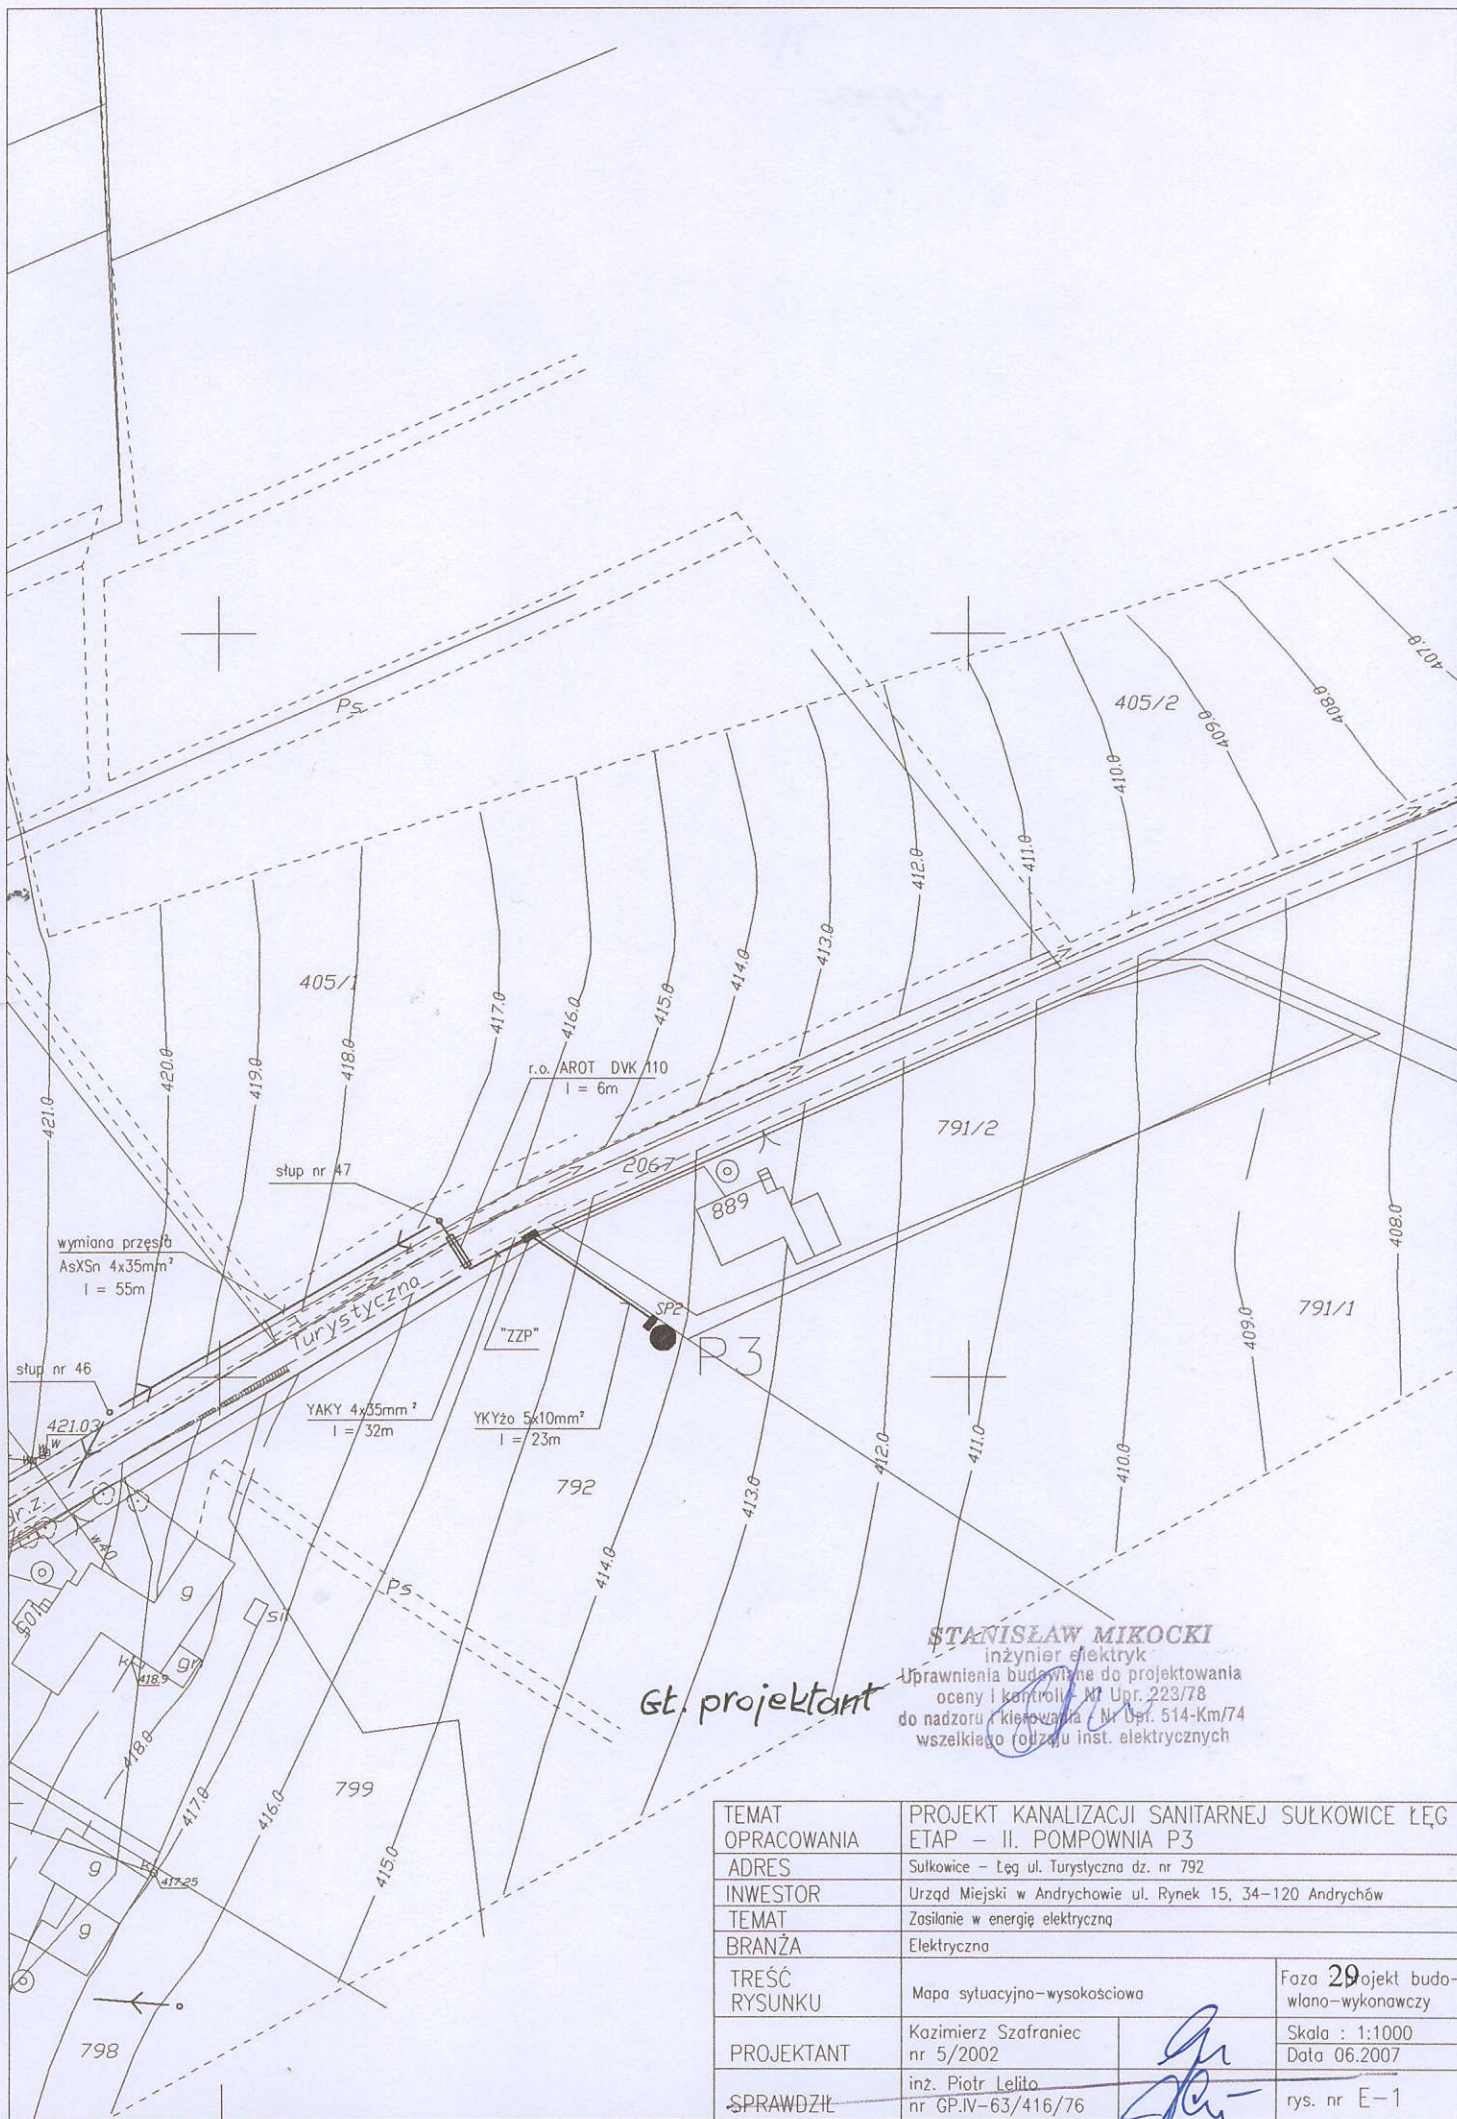 Ps
405/2
407.0
408.0
409.0
410.0
411.0
412.0
413.0
414.0
415.0
416.0
417.0
405/1
418.0
419.0
420.0
421.0
r.o. AROT DVK 110
l = 6m
słup nr 47
2067
791/2
889
wymiana przęsła
AsXSn 4x35mm²
l = 55m
Turystyczna
SP2
P3
"ZZP"
791/1
408.0
409.0
słup nr 46
421.03
w
YAKY 4x35mm²
l = 32m
YKYżo 5x10mm²
l = 23m
792
410.0
411.0
412.0
413.0
414.0
dr.z.
w40
g
si
Ps
k
418.9
gr
418.0
417.0
416.0
415.0
799
g
417.25
g
798
Gł. projektant
STANISŁAW MIKOCKI
inżynier elektryk
Uprawnienia budowlane do projektowania
oceny i kontroli - Nr Upr. 223/78
do nadzoru i kierowania - Nr Upr. 514-Km/74
wszelkiego rodzaju inst. elektrycznych
TEMAT OPRACOWANIA
PROJEKT KANALIZACJI SANITARNEJ SUŁKOWICE ŁĘG
ETAP – II. POMPOWNIA P3
ADRES
Sułkowice – Łęg ul. Turystyczna dz. nr 792
INWESTOR
Urząd Miejski w Andrychowie ul. Rynek 15, 34-120 Andrychów
TEMAT
Zasilanie w energię elektryczną
BRANŻA
Elektryczna
TREŚĆ
RYSUNKU
Mapa sytuacyjno-wysokościowa
Faza 29ojekt budo-
wlano-wykonawczy
PROJEKTANT
Kazimierz Szafraniec
nr 5/2002
Skala : 1:1000
Data 06.2007
SPRAWDZIŁ
inż. Piotr Lelito
nr GP.IV-63/416/76
rys. nr E-1